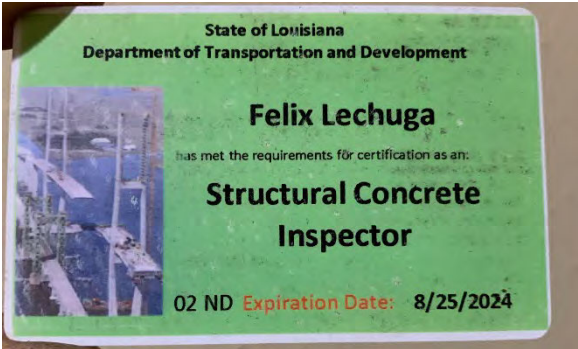 State of Louisiana
Department of Transportation and Development
Felix Lechuga
has met the requirements for certification as an:
Structural Concrete
Inspector
02 ND Expiration Date: 8/25/2024